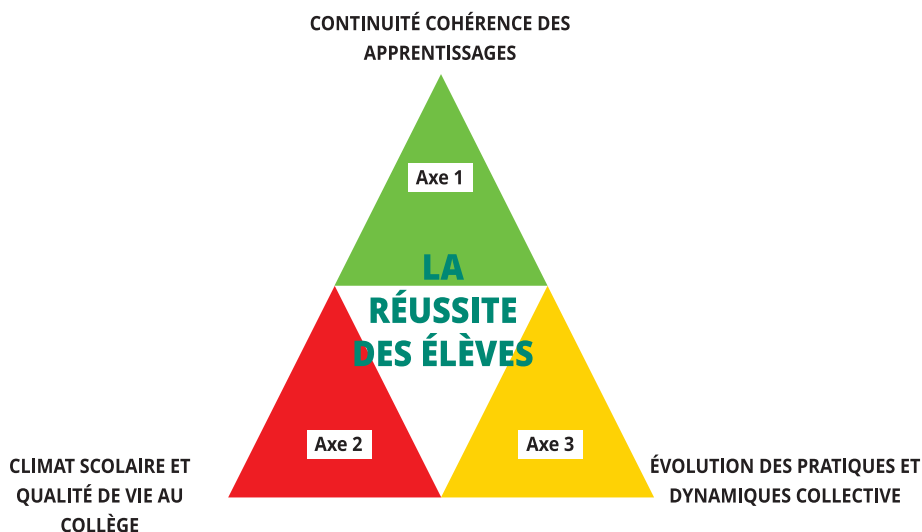 CONTINUITÉ COHÉRENCE DES
APPRENTISSAGES
Axe 1
LA
RÉUSSITE
DES ÉLÈVES
Axe 2
Axe 3
CLIMAT SCOLAIRE ET
QUALITÉ DE VIE AU
COLLÈGE
ÉVOLUTION DES PRATIQUES ET
DYNAMIQUES COLLECTIVE